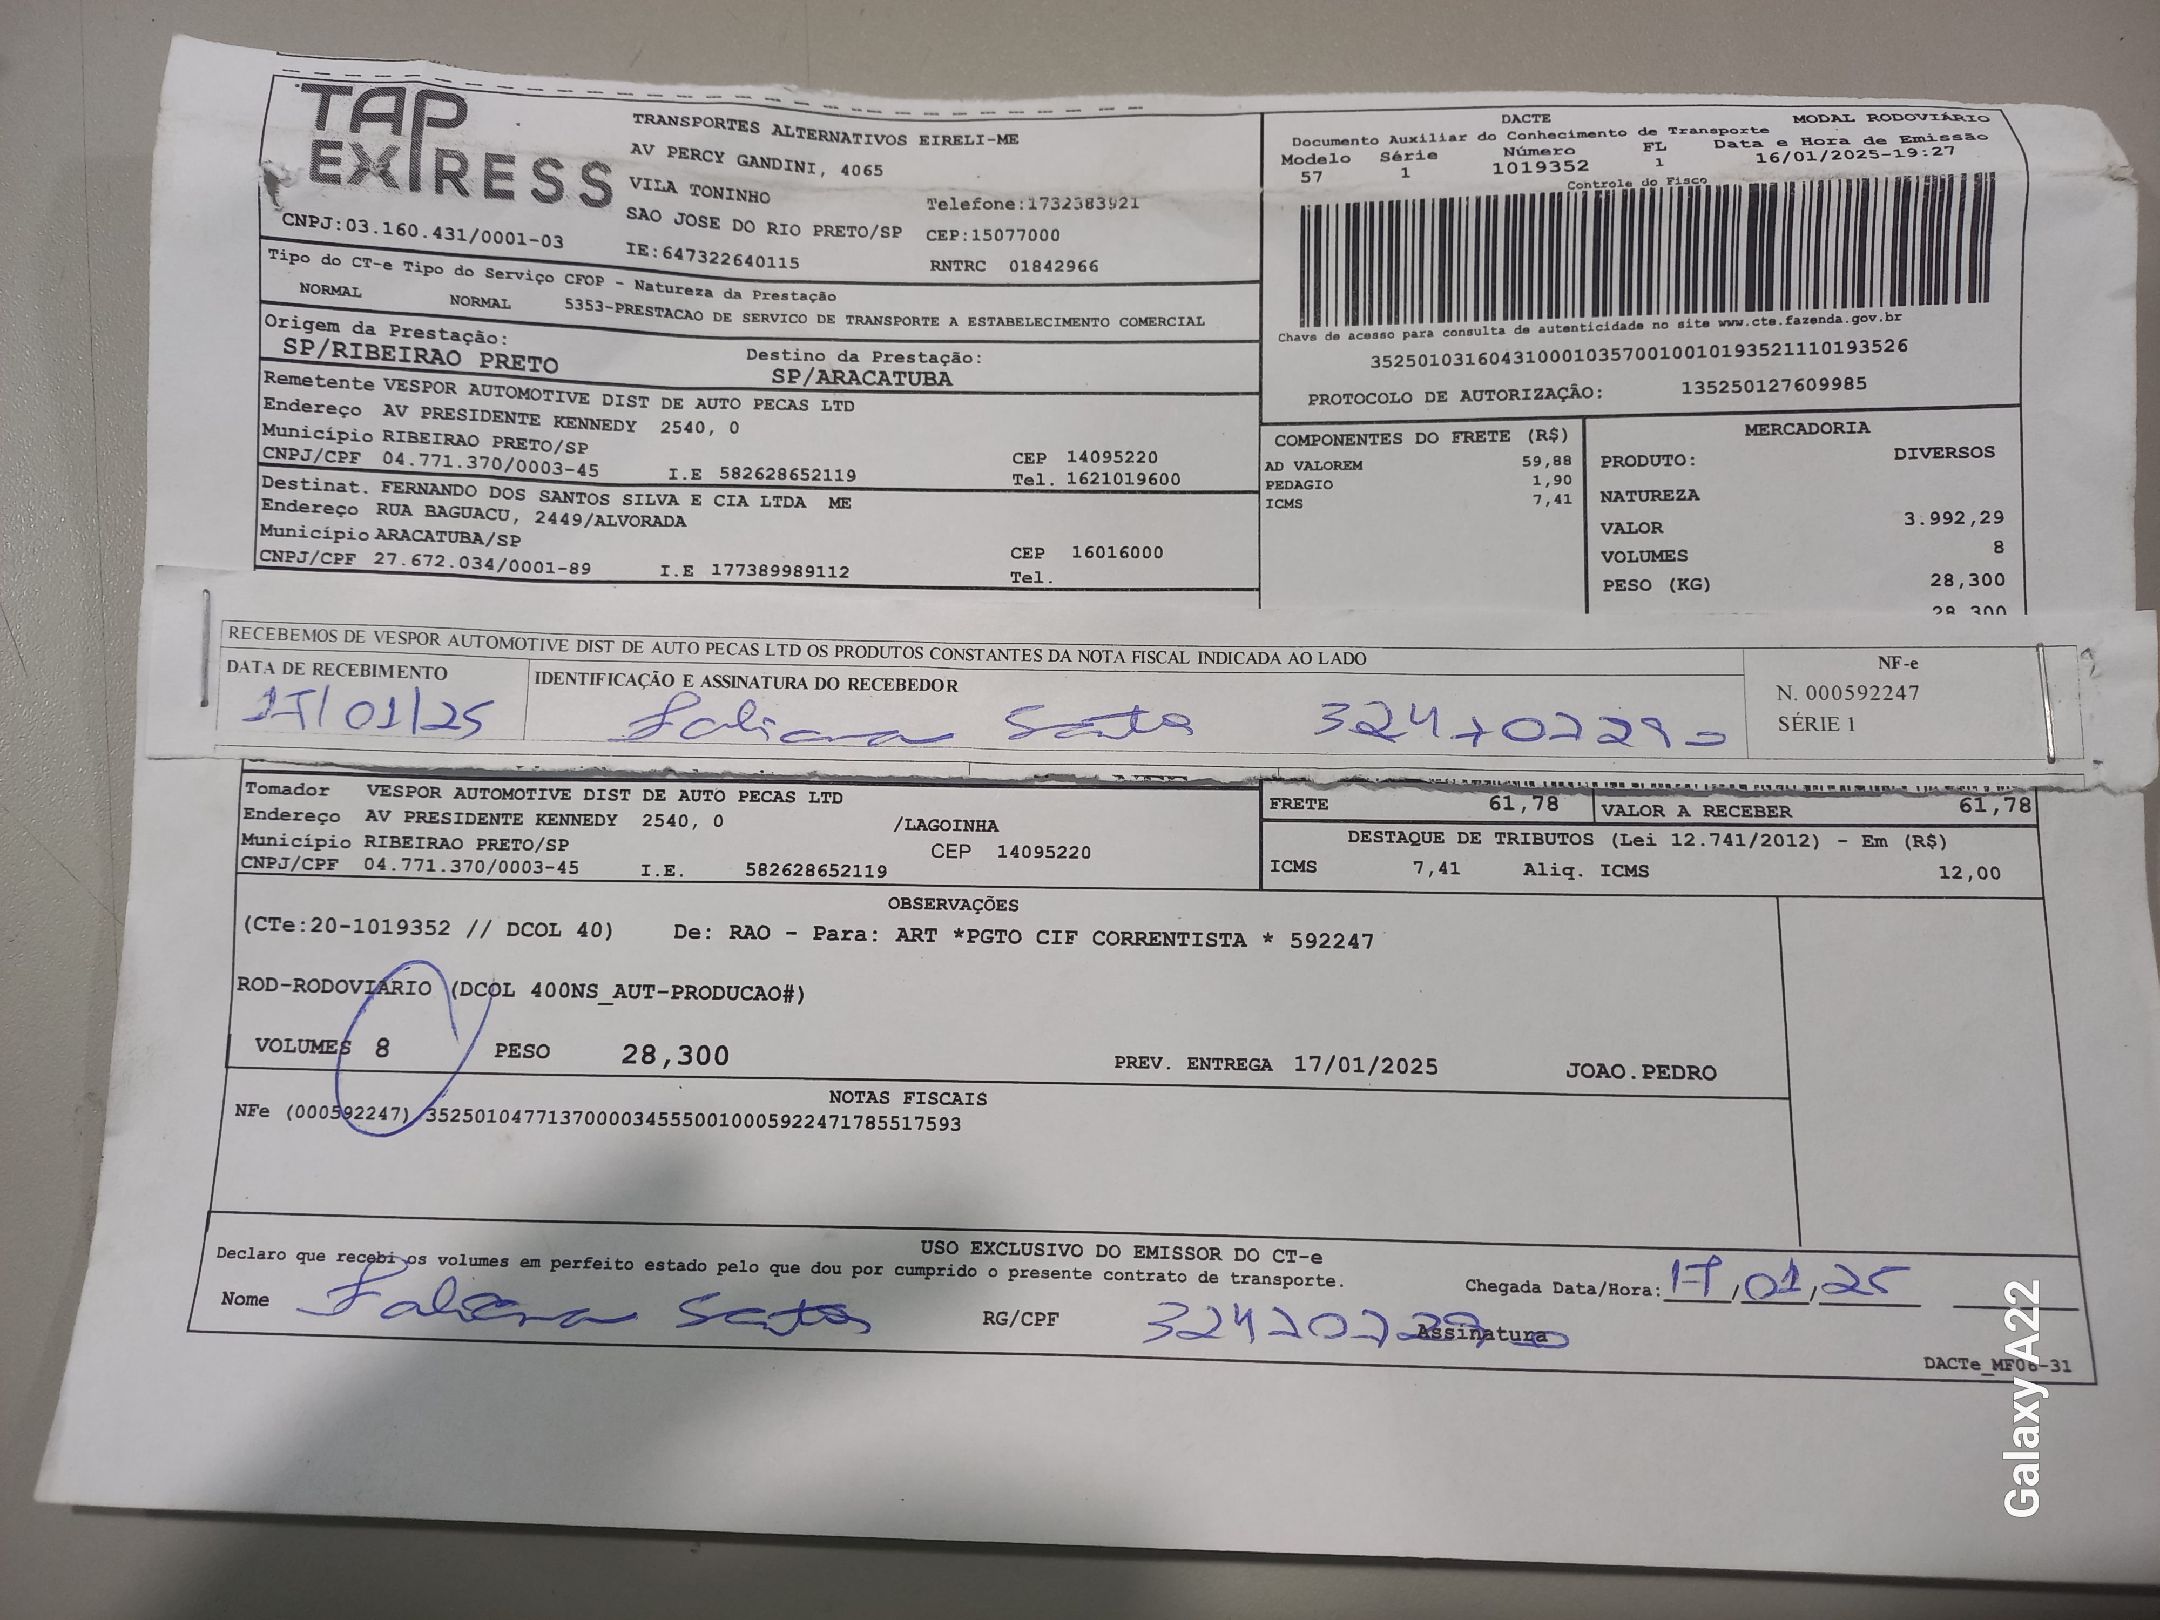 TAP EXPRESS
TRANSPORTES ALTERNATIVOS EIRELI-ME
AV PERCY GANDINI, 4065
VILA TONINHO
Telefone:1732383921
SAO JOSE DO RIO PRETO/SP CEP:15077000
CNPJ:03.160.431/0001-03
IE:647322640115 RNTRC 01842966
DACTE MODAL RODOVIÁRIO
Documento Auxiliar do Conhecimento de Transporte
Modelo Série Número FL Data e Hora de Emissão
57 1 1019352 1 16/01/2025-19:27
Controle do Fisco
Chave de acesso para consulta de autenticidade no site www.cte.fazenda.gov.br
35250103160431000103570010010193521110193526
PROTOCOLO DE AUTORIZAÇÃO: 135250127609985
Tipo do CT-e Tipo do Serviço CFOP - Natureza da Prestação
NORMAL NORMAL 5353-PRESTACAO DE SERVICO DE TRANSPORTE A ESTABELECIMENTO COMERCIAL
Origem da Prestação: Destino da Prestação:
SP/RIBEIRAO PRETO SP/ARACATUBA
Remetente VESPOR AUTOMOTIVE DIST DE AUTO PECAS LTD
Endereço AV PRESIDENTE KENNEDY 2540, 0
Município RIBEIRAO PRETO/SP CEP 14095220
CNPJ/CPF 04.771.370/0003-45 I.E 582628652119 Tel. 1621019600
Destinat. FERNANDO DOS SANTOS SILVA E CIA LTDA ME
Endereço RUA BAGUACU, 2449/ALVORADA
Município ARACATUBA/SP CEP 16016000
CNPJ/CPF 27.672.034/0001-89 I.E 177389989112 Tel.
COMPONENTES DO FRETE (R$)
AD VALOREM 59,88
PEDAGIO 1,90
ICMS 7,41
MERCADORIA
PRODUTO: DIVERSOS
NATUREZA
VALOR 3.992,29
VOLUMES 8
PESO (KG) 28,300
28,300
RECEBEMOS DE VESPOR AUTOMOTIVE DIST DE AUTO PECAS LTD OS PRODUTOS CONSTANTES DA NOTA FISCAL INDICADA AO LADO
DATA DE RECEBIMENTO IDENTIFICAÇÃO E ASSINATURA DO RECEBEDOR
17/01/25
NF-e
N. 000592247
SÉRIE 1
Tomador VESPOR AUTOMOTIVE DIST DE AUTO PECAS LTD
Endereço AV PRESIDENTE KENNEDY 2540, 0 /LAGOINHA
Município RIBEIRAO PRETO/SP CEP 14095220
CNPJ/CPF 04.771.370/0003-45 I.E. 582628652119
FRETE 61,78 VALOR A RECEBER 61,78
DESTAQUE DE TRIBUTOS (Lei 12.741/2012) - Em (R$)
ICMS 7,41 Aliq. ICMS 12,00
OBSERVAÇÕES
(CTe:20-1019352 // DCOL 40) De: RAO - Para: ART *PGTO CIF CORRENTISTA * 592247
ROD-RODOVIARIO (DCOL 400NS_AUT-PRODUCAO#)
VOLUMES 8 PESO 28,300 PREV. ENTREGA 17/01/2025 JOAO.PEDRO
NOTAS FISCAIS
NFe (000592247) 35250104771370000345550010005922471785517593
USO EXCLUSIVO DO EMISSOR DO CT-e
Declaro que recebi os volumes em perfeito estado pelo que dou por cumprido o presente contrato de transporte.
Chegada Data/Hora: 17/01/25
Nome RG/CPF Assinatura
DACTe_MF06-31
Galaxy A22